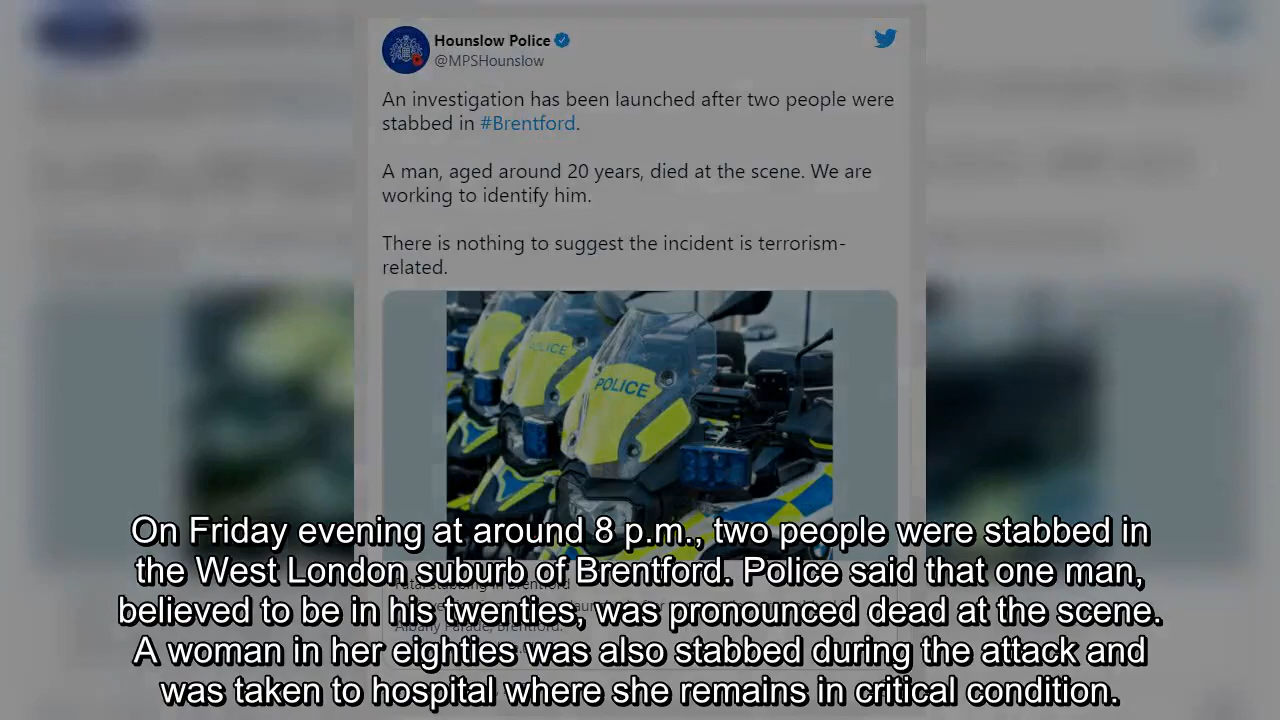 Hounslow Police
@MPSHounslow
An investigation has been launched after two people were
stabbed in #Brentford.
A man, aged around 20 years, died at the scene. We are
working to identify him.
There is nothing to suggest the incident is terrorism-
related.
POLICE
POLICE
On Friday evening at around 8 p.m., two people were stabbed in
the West London suburb of Brentford. Police said that one man,
believed to be in his twenties, was pronounced dead at the scene.
A woman in her eighties was also stabbed during the attack and
was taken to hospital where she remains in critical condition.